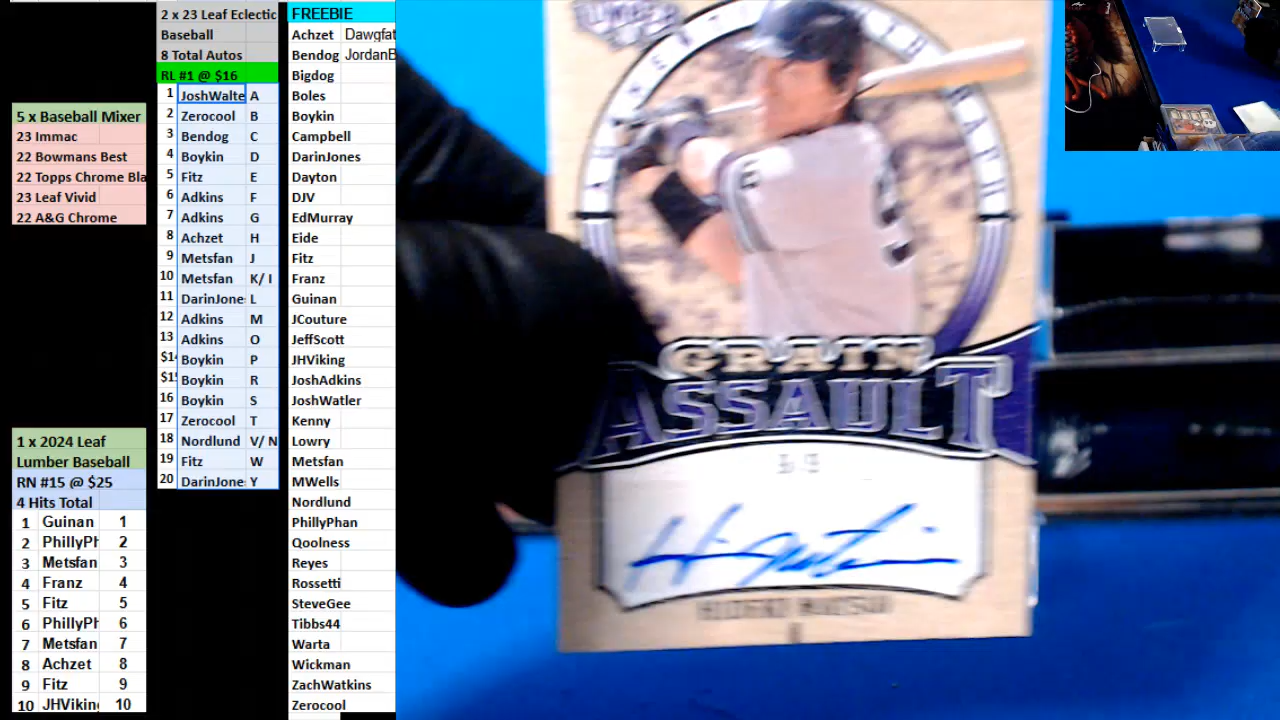 2 x 23 Leaf Eclectic
Baseball
8 Total Autos
RL #1 @ $16
1 JoshWalte A
2 Zerocool B
3 Bendog C
4 Boykin D
5 Fitz E
6 Adkins F
7 Adkins G
8 Achzet H
9 Metsfan J
10 Metsfan K/ I
11 DarinJone L
12 Adkins M
13 Adkins O
$14 Boykin P
$15 Boykin R
16 Boykin S
17 Zerocool T
18 Nordlund V/ N
19 Fitz W
20 DarinJone Y
5 x Baseball Mixer
23 Immac
22 Bowmans Best
22 Topps Chrome Bla
23 Leaf Vivid
22 A&G Chrome
1 x 2024 Leaf
Lumber Baseball
RN #15 @ $25
4 Hits Total
1 Guinan 1
2 PhillyPh 2
3 Metsfan 3
4 Franz 4
5 Fitz 5
6 PhillyPh 6
7 Metsfan 7
8 Achzet 8
9 Fitz 9
10 JHViking 10
FREEBIE
Achzet Dawgfat
Bendog JordanB
Bigdog
Boles
Boykin
Campbell
DarinJones
Dayton
DJV
EdMurray
Eide
Fitz
Franz
Guinan
JCouture
JeffScott
JHViking
JoshAdkins
JoshWatler
Kenny
Lowry
Metsfan
MWells
Nordlund
PhillyPhan
Qoolness
Reyes
Rossetti
SteveGee
Tibbs44
Warta
Wickman
ZachWatkins
Zerocool
LUMBER
GRAIN
ASSAULT
HIDEKI MATSUI